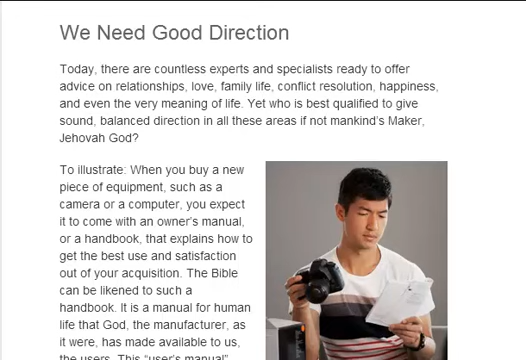 We Need Good Direction
Today, there are countless experts and specialists ready to offer
advice on relationships, love, family life, conflict resolution, happiness,
and even the very meaning of life. Yet who is best qualified to give
sound, balanced direction in all these areas if not mankind's Maker,
Jehovah God?
To illustrate: When you buy a new
piece of equipment, such as a
camera or a computer, you expect
it to come with an owner's manual,
or a handbook, that explains how to
get the best use and satisfaction
out of your acquisition. The Bible
can be likened to such a
handbook. It is a manual for human
life that God, the manufacturer, as
it were, has made available to us,
the users. This “user's manual”